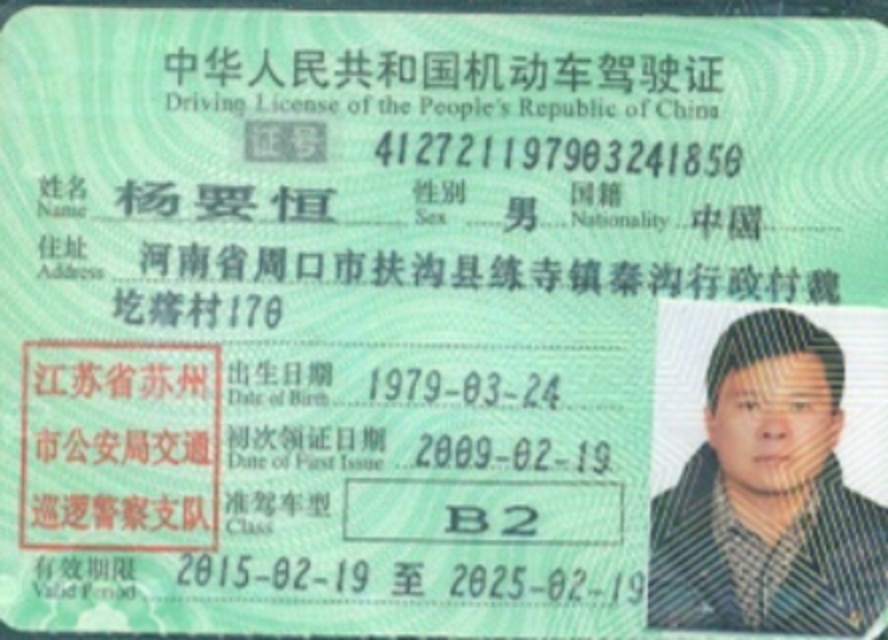 中华人民共和国机动车驾驶证
Driving License of the People's Republic of China
证号 412721197903241850
姓名 杨要恒 性别 男 国籍 中国
Name Sex Nationality
住址 河南省周口市扶沟县练寺镇秦沟行政村魏
Address
圪瘩村170
江苏省苏州
市公安局交通
巡逻警察支队
出生日期 1979-03-24
Date of Birth
初次领证日期 2009-02-19
Date of First Issue
准驾车型 B2
Class
有效期限 2015-02-19 至 2025-02-19
Valid Period